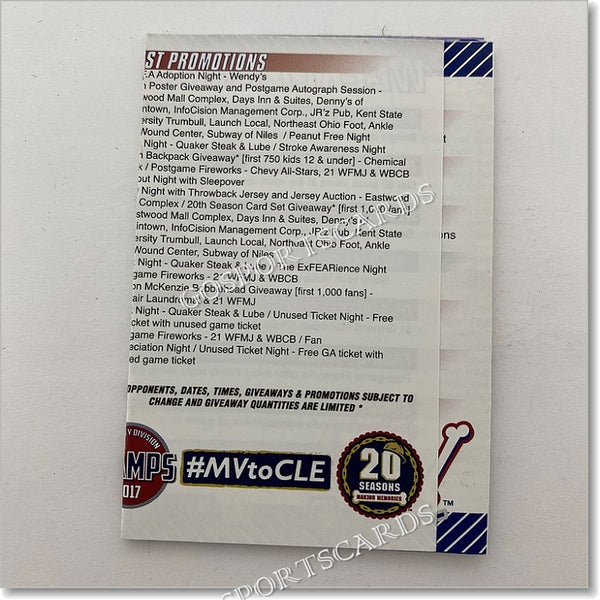 ST PROMOTIONS
Adoption Night - Wendy's
Poster Giveaway and Postgame Autograph Session -
wood Mall Complex, Days Inn & Suites, Denny's of
ntown, InfoCision Management Corp., JR'z Pub, Kent State
ersity Trumbull, Launch Local, Northeast Ohio Foot, Ankle
Wound Center, Subway of Niles / Peanut Free Night
Night - Quaker Steak & Lube / Stroke Awareness Night
Backpack Giveaway* [first 750 kids 12 & under] - Chemical
/ Postgame Fireworks - Chevy All-Stars, 21 WFMJ & WBCB
out Night with Sleepover
Night with Throwback Jersey and Jersey Auction - Eastwood
Complex / 20th Season Card Set Giveaway* [first 1,000 fans]
stwood Mall Complex, Days Inn & Suites, Denny's of
ntown, InfoCision Management Corp., JR'z Pub, Kent State
ersity Trumbull, Launch Local, Northeast Ohio Foot, Ankle
Wound Center, Subway of Niles
Night - Quaker Steak & Lube / The ExFEARience Night
game Fireworks - 21 WFMJ & WBCB
on McKenzie Bobblehead Giveaway [first 1,000 fans] -
air Laundromat & 21 WFMJ
Night - Quaker Steak & Lube / Unused Ticket Night - Free
ticket with unused game ticket
game Fireworks - 21 WFMJ & WBCB / Fan
eciation Night / Unused Ticket Night - Free GA ticket with
ed game ticket
OPPONENTS, DATES, TIMES, GIVEAWAYS & PROMOTIONS SUBJECT TO
CHANGE AND GIVEAWAY QUANTITIES ARE LIMITED *
Y DIVISION
AMPS
2017
#MVtoCLE
20
SEASONS
MAKING MEMORIES
TM
GOSPORTSCARDS
SPORTSCARDS